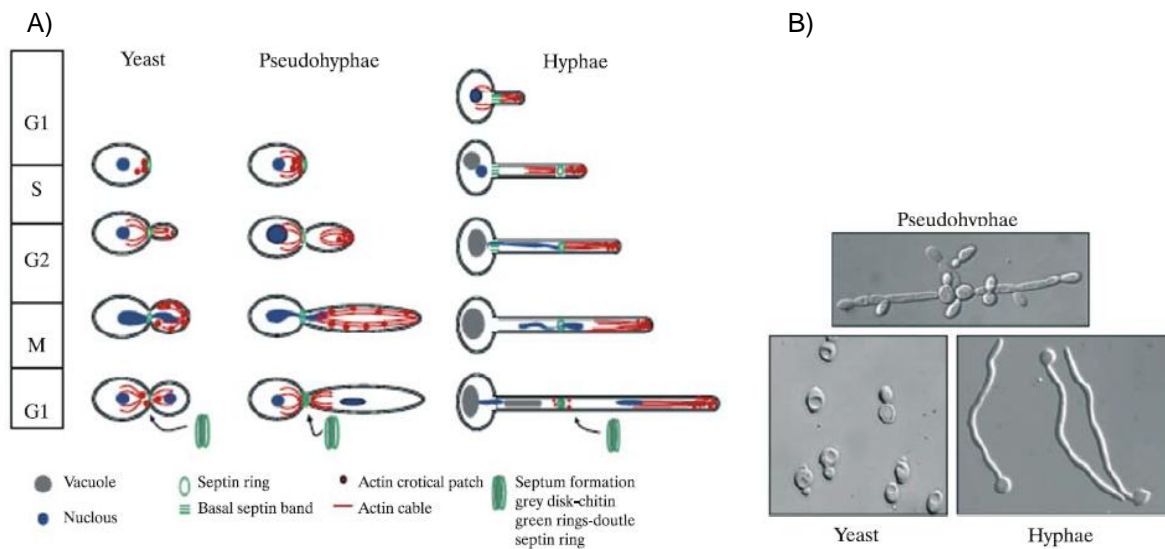 A)
B)
Yeast
Pseudohyphae
Hyphae
G1
S
G2
M
G1
Vacuole
Nuclous
Septin ring
Basal septin band
Actin crotical patch
Actin cable
Septum formation
grey disk-chitin
green rings-doutle
septin ring
Pseudohyphae
Yeast
Hyphae